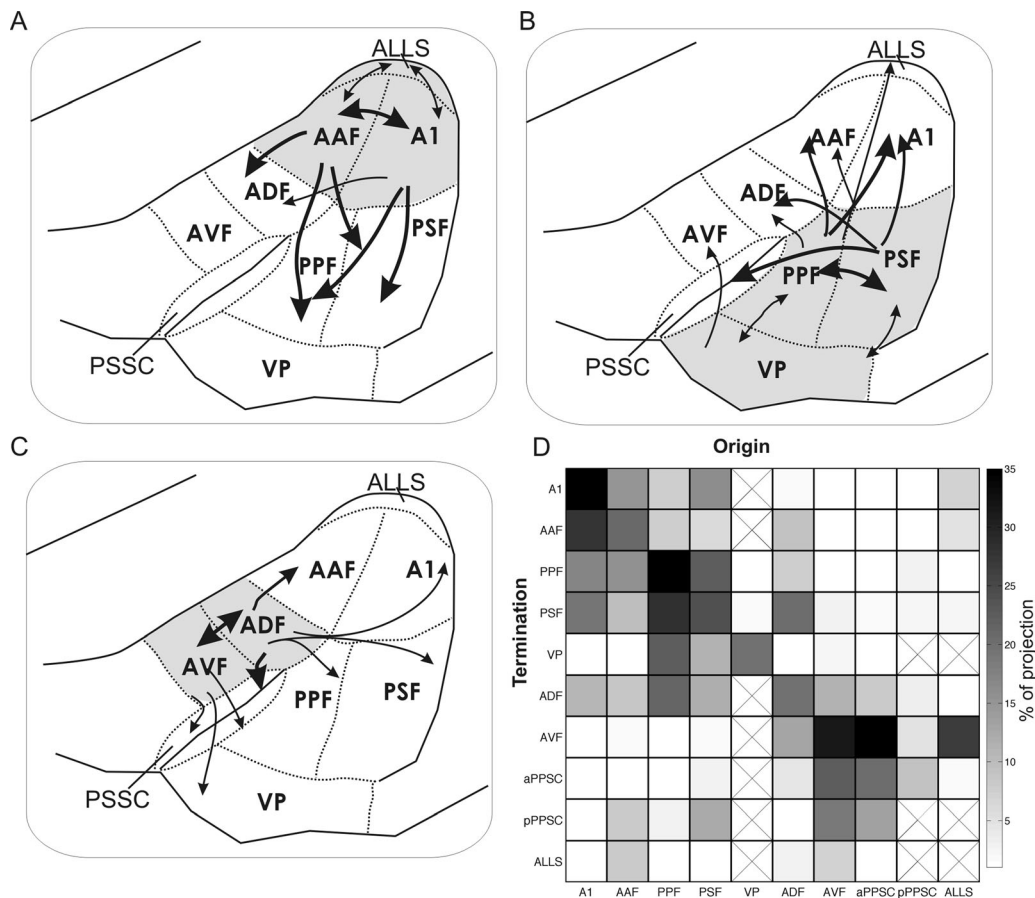 A
ALLS
AAF
A1
ADF
AVF
PSF
PPF
PSSC
VP
B
ALLS
AAF
A1
ADF
AVF
PSF
PPF
PSSC
VP
C
ALLS
AAF
A1
ADF
AVF
PPF
PSF
PSSC
VP
D
Origin
Termination
A1
AAF
PPF
PSF
VP
ADF
AVF
aPPSC
pPPSC
ALLS
A1 AAF PPF PSF VP ADF AVF aPPSC pPPSC ALLS
35
30
25
20
15
10
5
% of projection